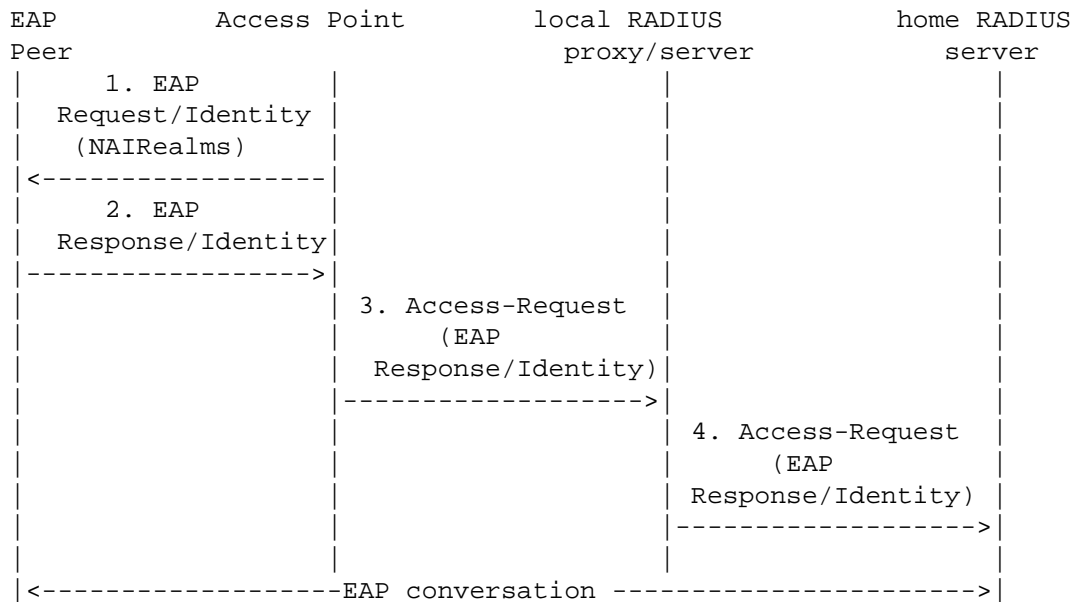 EAP Access Point local RADIUS home RADIUS
Peer proxy/server server
1. EAP
Request/Identity
(NAIRealms)
2. EAP
Response/Identity
3. Access-Request
(EAP
Response/Identity)
4. Access-Request
(EAP
Response/Identity)
EAP conversation